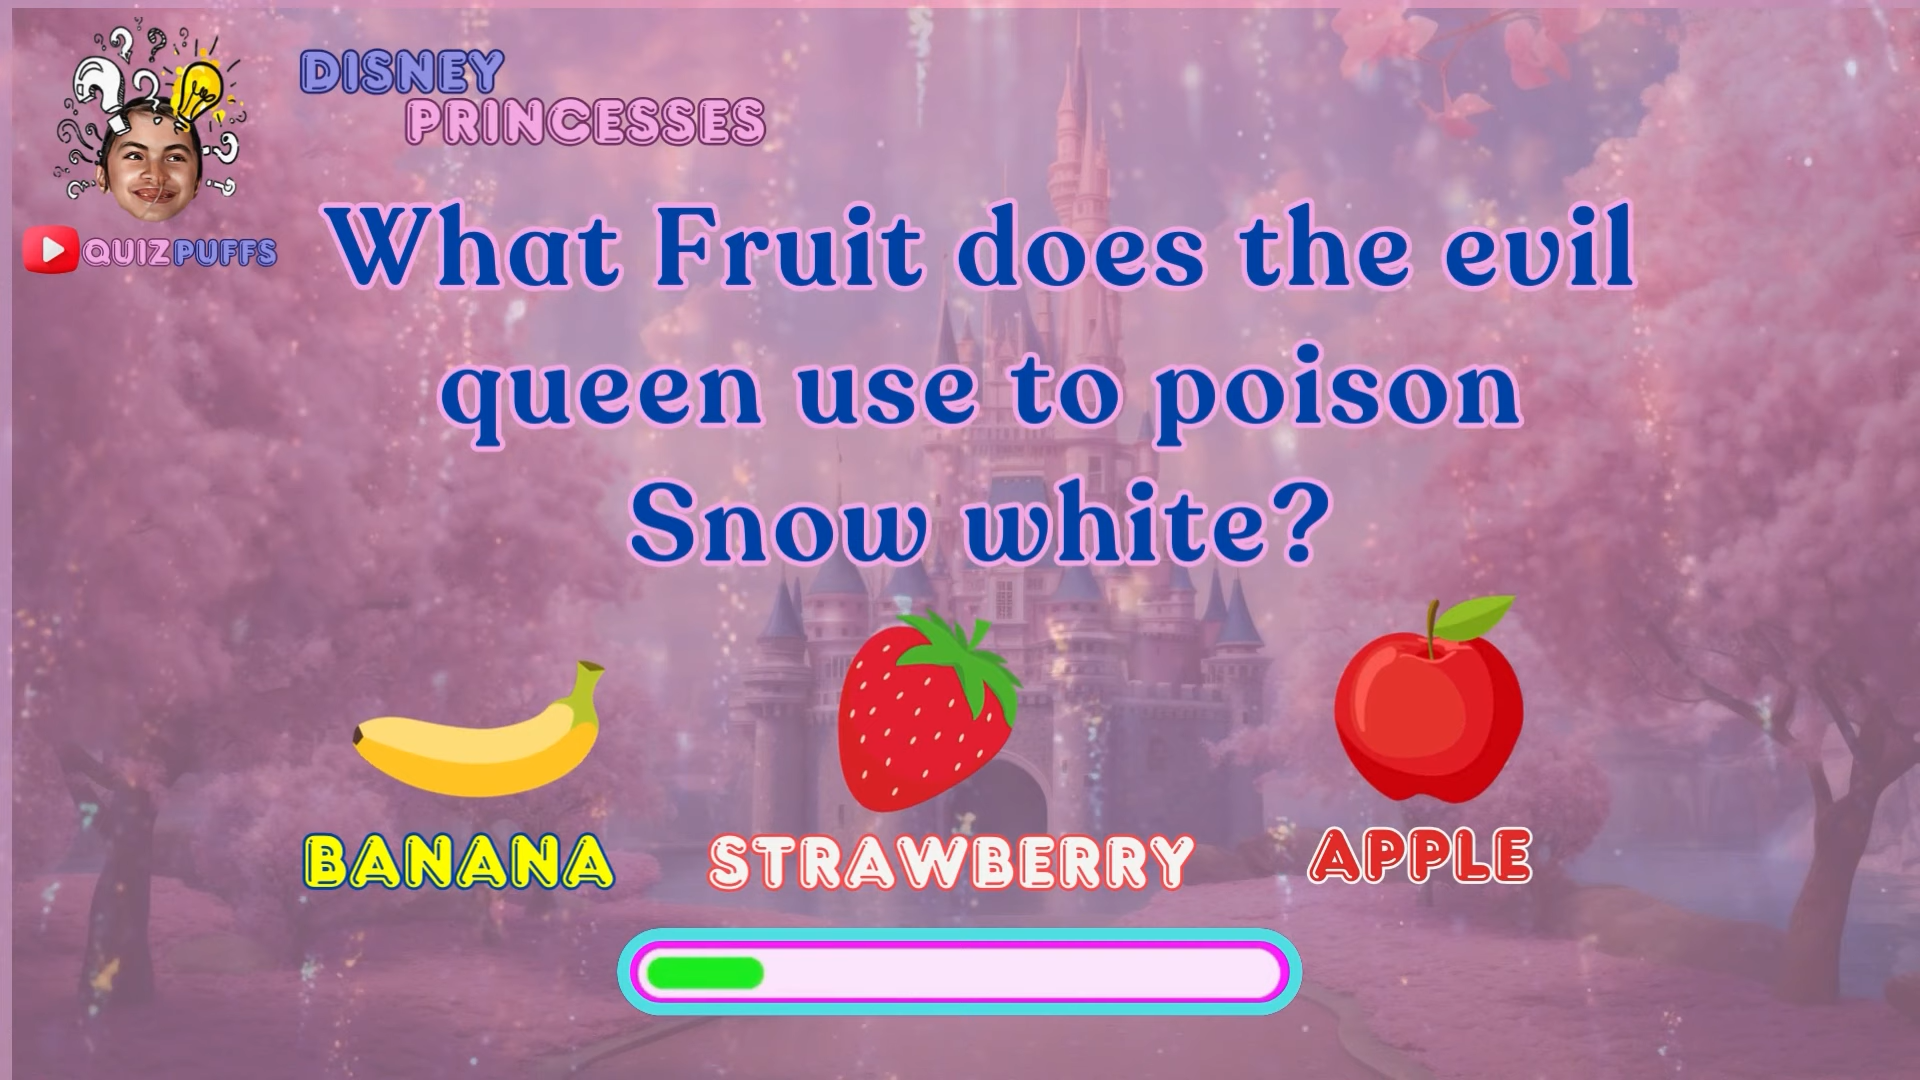 DISNEY
PRINCESSES
QUIZPUFFS
What Fruit does the evil
queen use to poison
Snow white?
BANANA
STRAWBERRY
APPLE